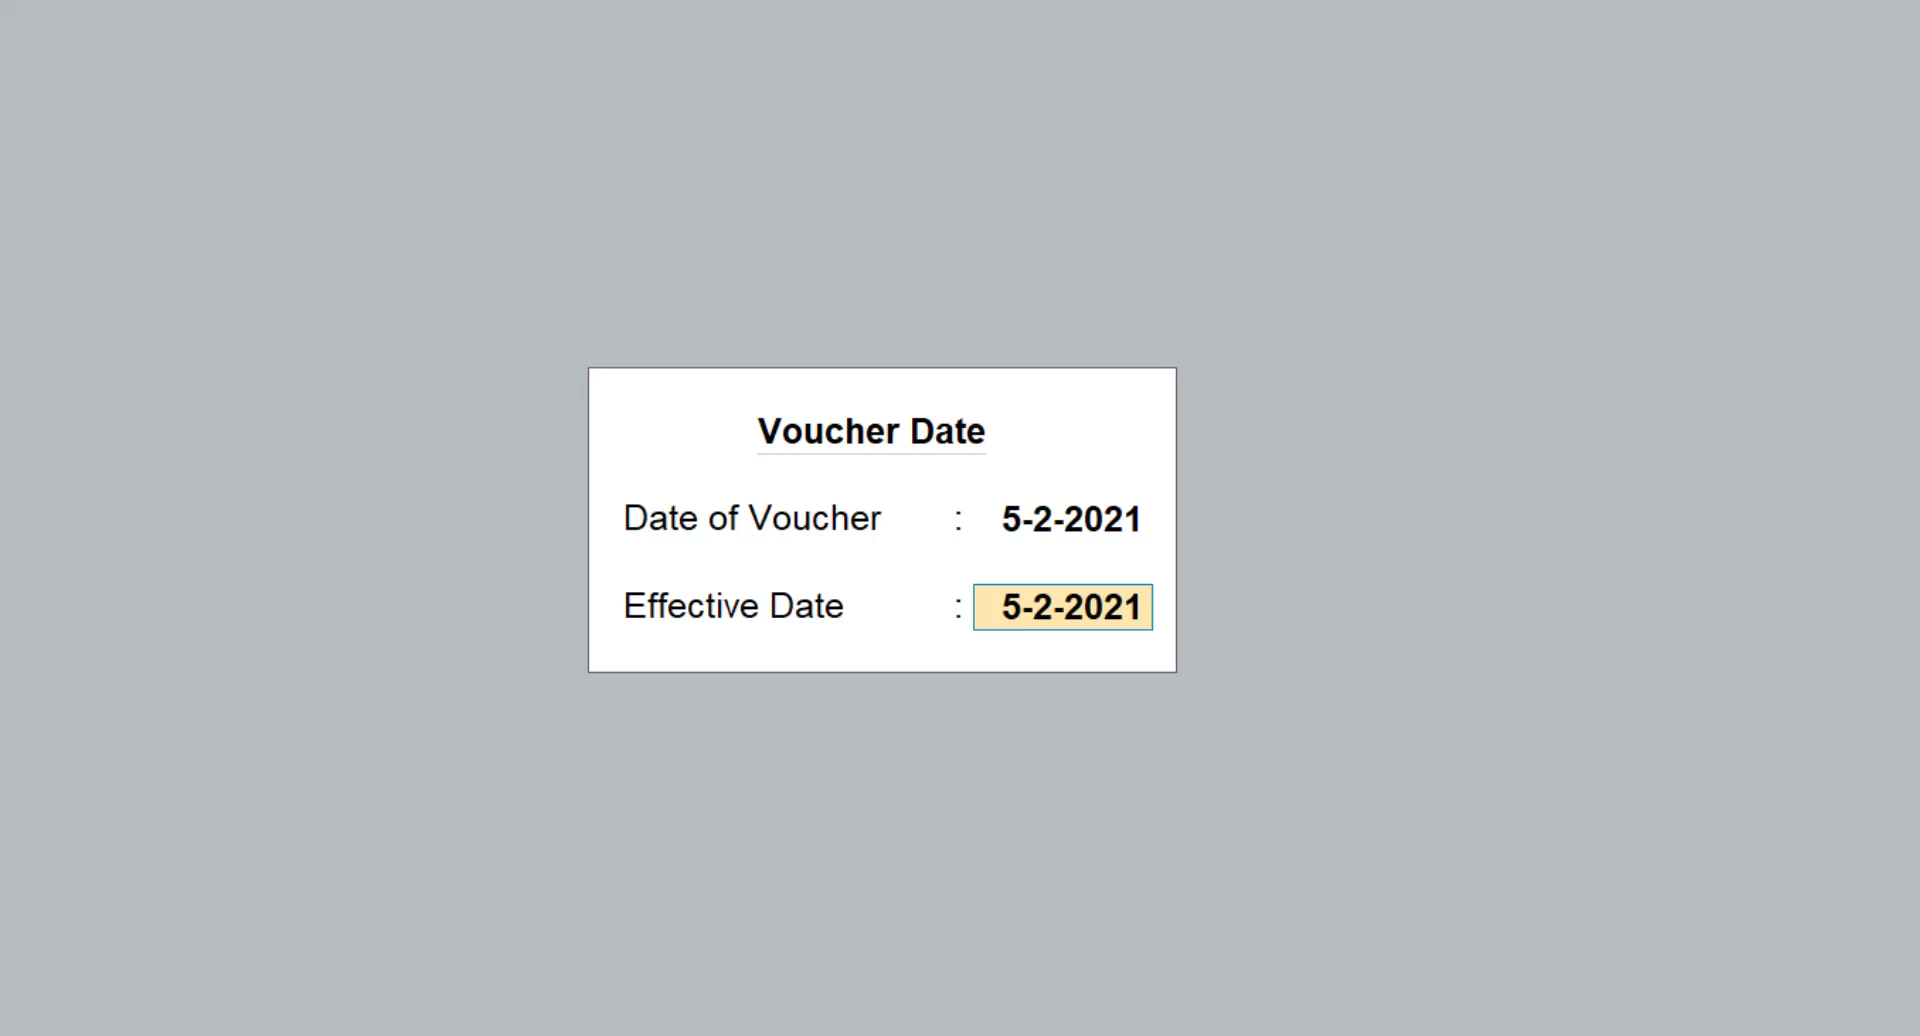 Voucher Date
Date of Voucher : 5-2-2021
Effective Date : 5-2-2021